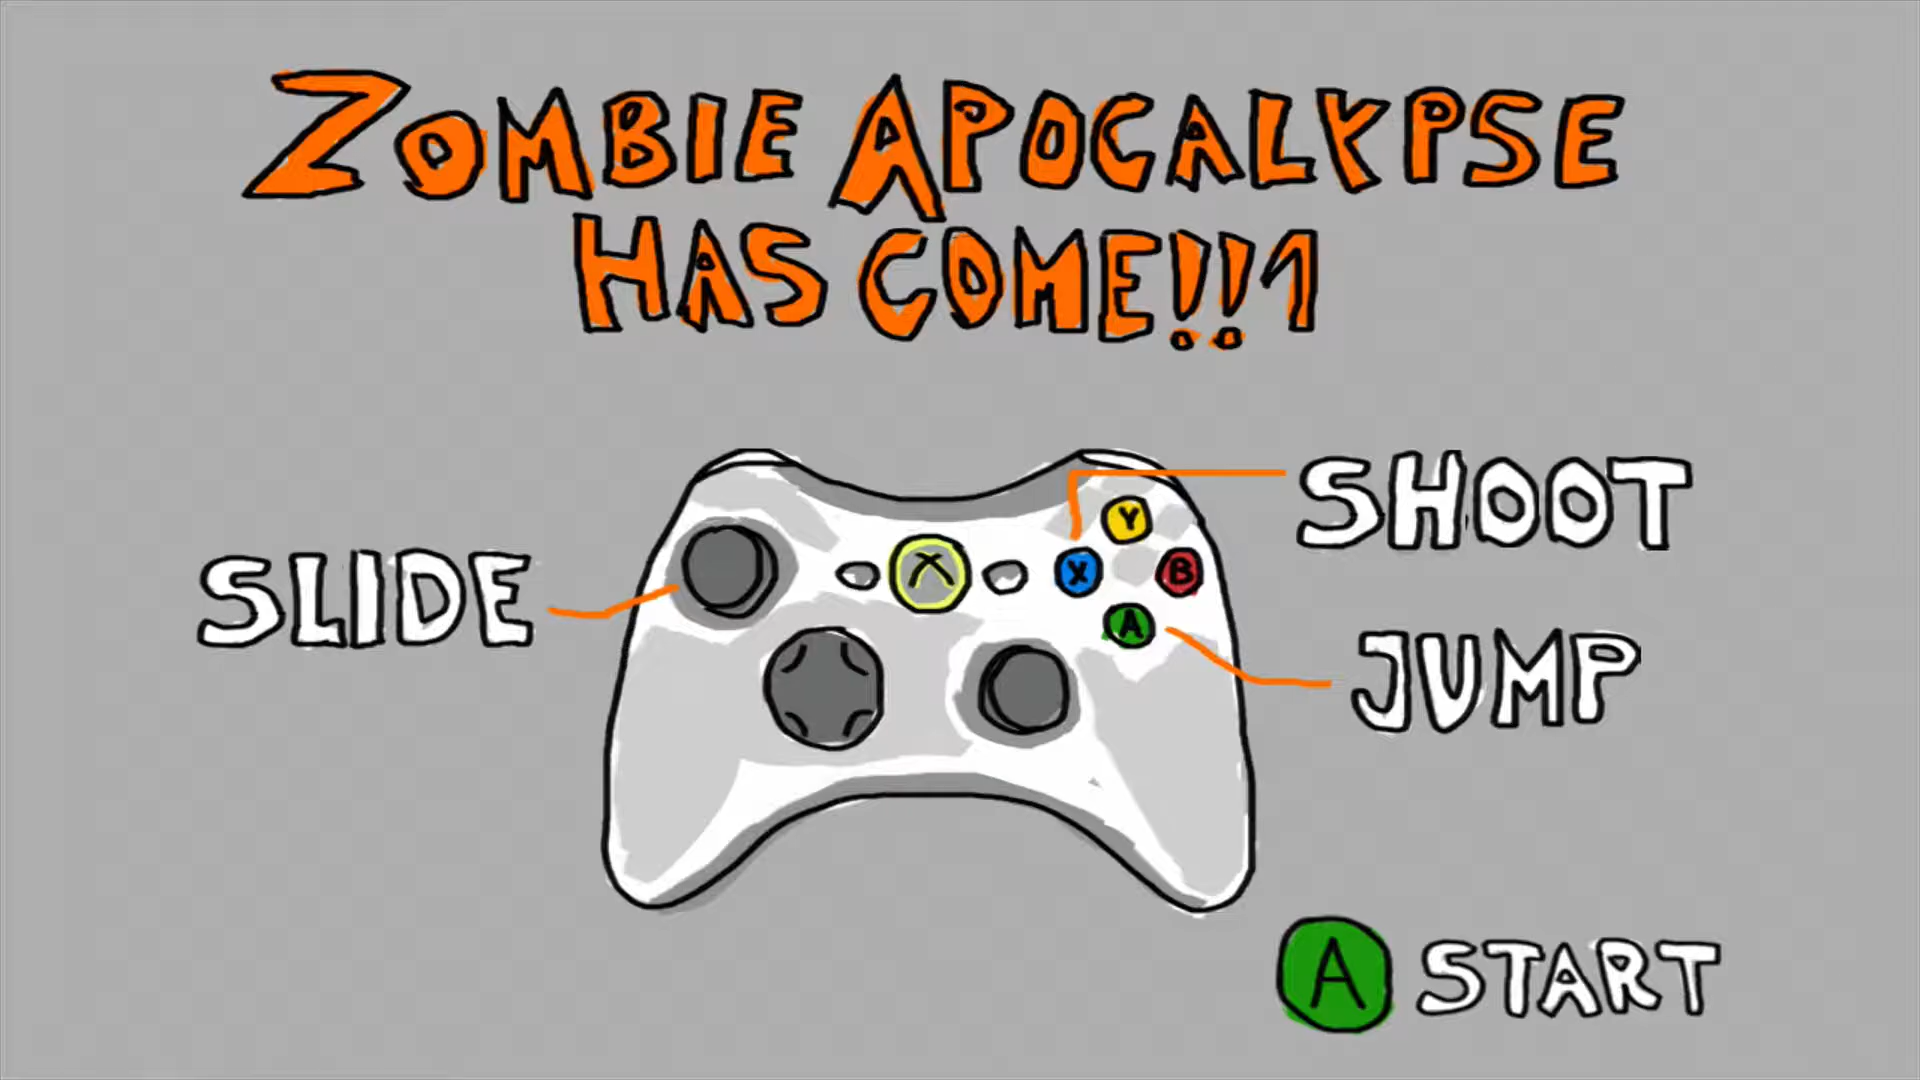 ZOMBIE APOCALYPSE
HAS COME!!1
SHOOT
Y
SLIDE
X
X
B
A
JUMP
A START